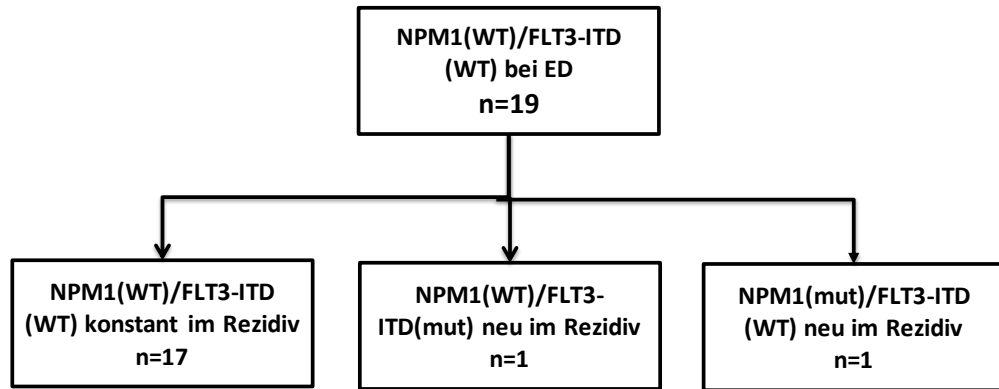 NPM1(WT)/FLT3-ITD
(WT) bei ED
n=19
NPM1(WT)/FLT3-ITD
(WT) konstant im Rezidiv
n=17
NPM1(WT)/FLT3-
ITD(mut) neu im Rezidiv
n=1
NPM1(mut)/FLT3-ITD
(WT) neu im Rezidiv
n=1